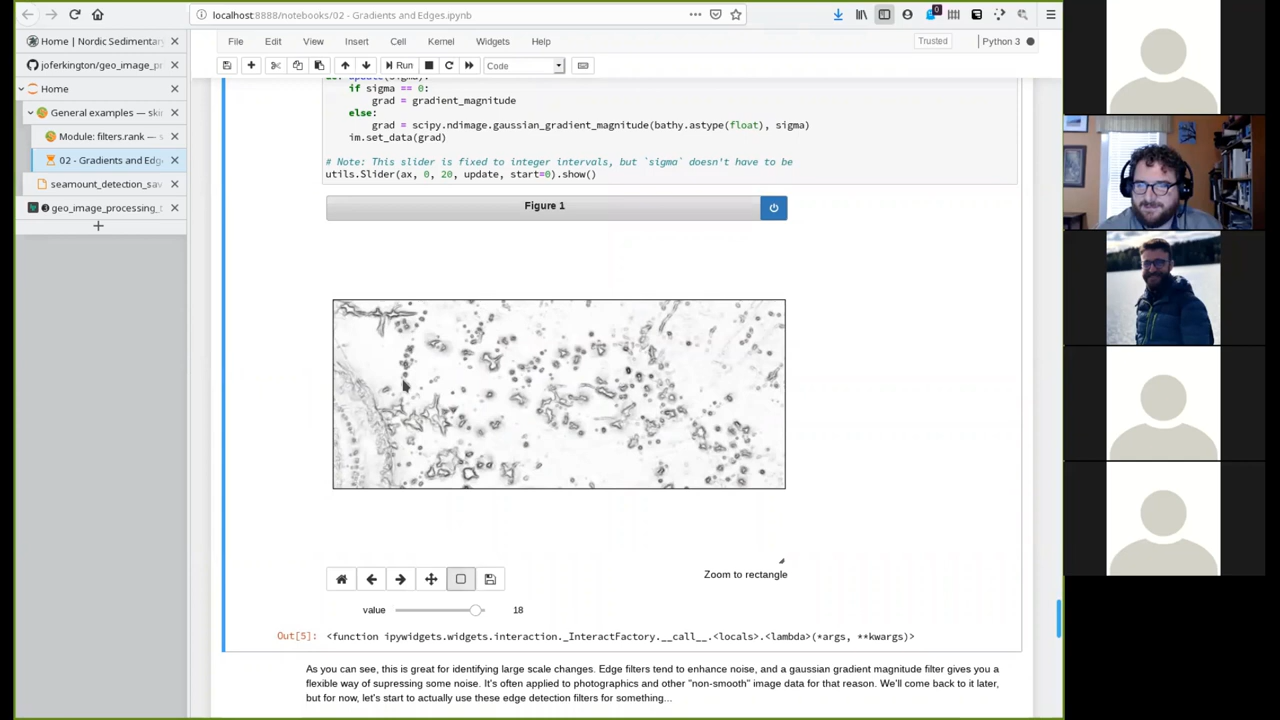 localhost:8888/notebooks/02 - Gradients and Edges.ipynb
0
Home | Nordic Sedimentary
joferkington/geo_image_pr
Home
General examples — skim
Module: filters.rank — s
02 - Gradients and Edge
seamount_detection_sav
geo_image_processing_t
File Edit View Insert Cell Kernel Widgets Help
Trusted Python 3
Run Code
if sigma == 0:
grad = gradient_magnitude
else:
grad = scipy.ndimage.gaussian_gradient_magnitude(bathy.astype(float), sigma)
im.set_data(grad)
# Note: This slider is fixed to integer intervals, but `sigma` doesn't have to be
utils.Slider(ax, 0, 20, update, start=0).show()
Figure 1
Zoom to rectangle
value 18
Out[5]: <function ipywidgets.widgets.interaction._InteractFactory.__call__.<locals>.<lambda>(*args, **kwargs)>
As you can see, this is great for identifying large scale changes. Edge filters tend to enhance noise, and a gaussian gradient magnitude filter gives you a
flexible way of supressing some noise. It's often applied to photographics and other "non-smooth" image data for that reason. We'll come back to it later,
but for now, let's start to actually use these edge detection filters for something...